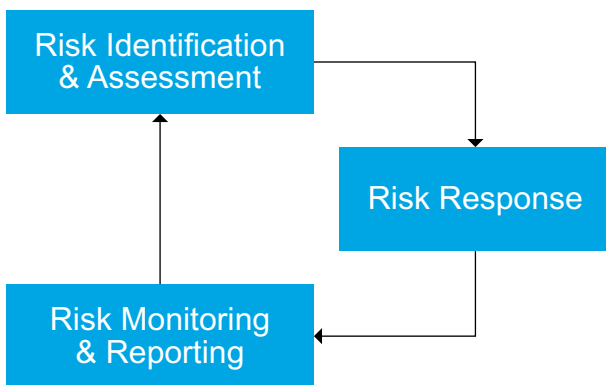 Risk Identification
& Assessment
Risk Response
Risk Monitoring
& Reporting